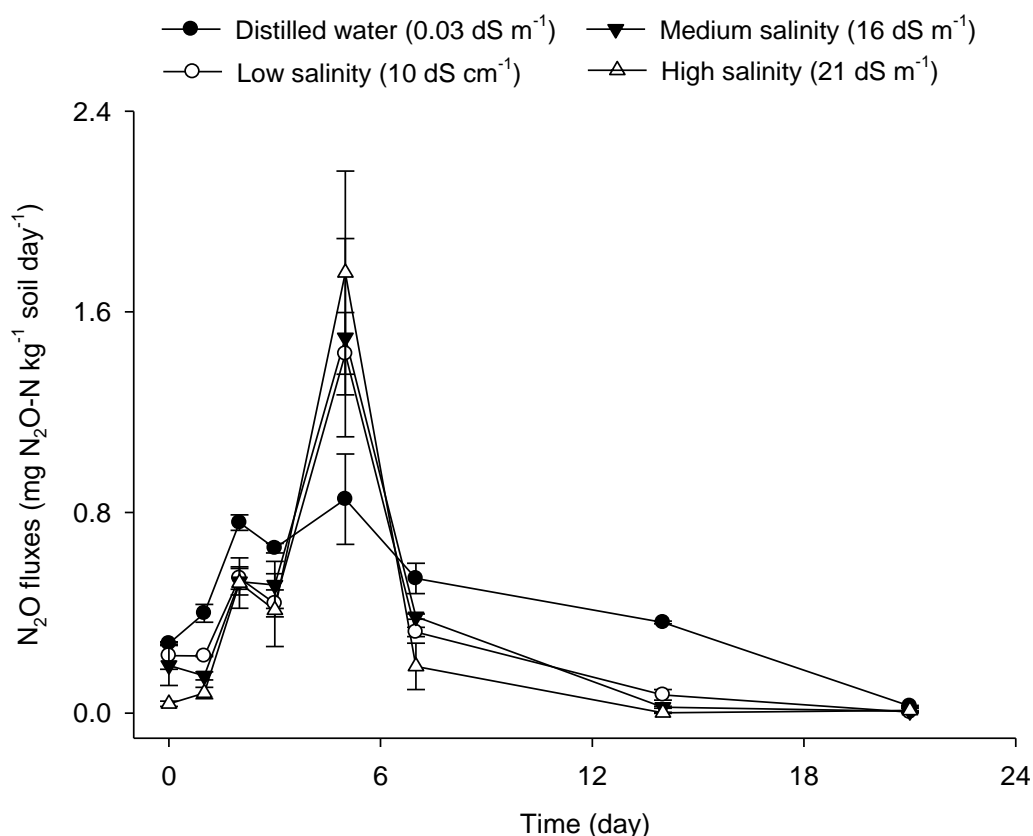 Distilled water (0.03 dS m⁻¹) Medium salinity (16 dS m⁻¹)
Low salinity (10 dS cm⁻¹) High salinity (21 dS m⁻¹)
2.4
1.6
0.8
0.0
N₂O fluxes (mg N₂O-N kg⁻¹ soil day⁻¹)
0 6 12 18 24
Time (day)